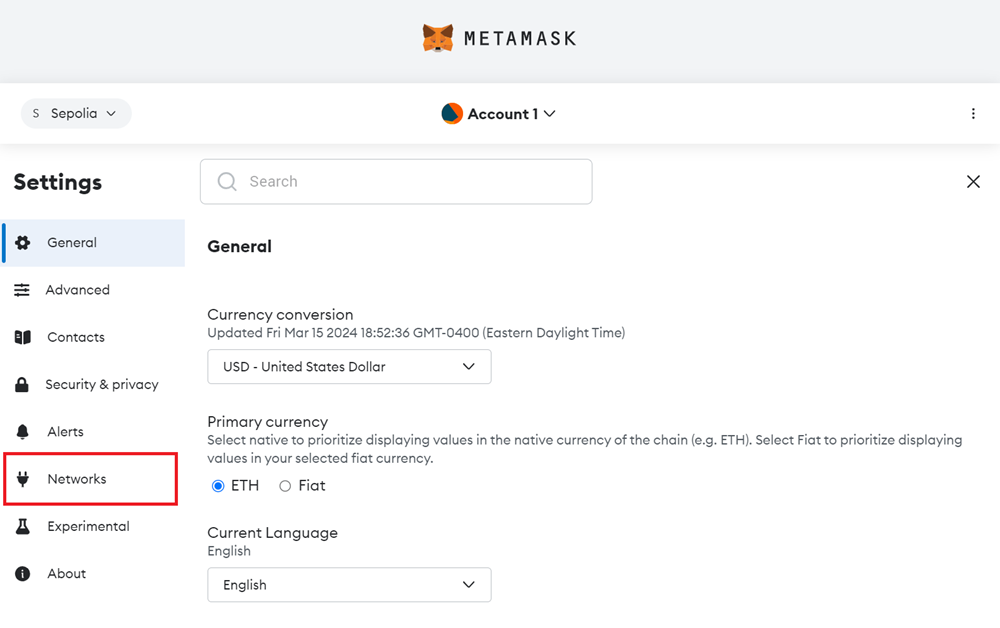 METAMASK
S Sepolia
Account 1
Settings
Search
General
Advanced
Contacts
Security & privacy
Alerts
Networks
Experimental
About
General
Currency conversion
Updated Fri Mar 15 2024 18:52:36 GMT-0400 (Eastern Daylight Time)
USD - United States Dollar
Primary currency
Select native to prioritize displaying values in the native currency of the chain (e.g. ETH). Select Fiat to prioritize displaying
values in your selected fiat currency.
ETH Fiat
Current Language
English
English